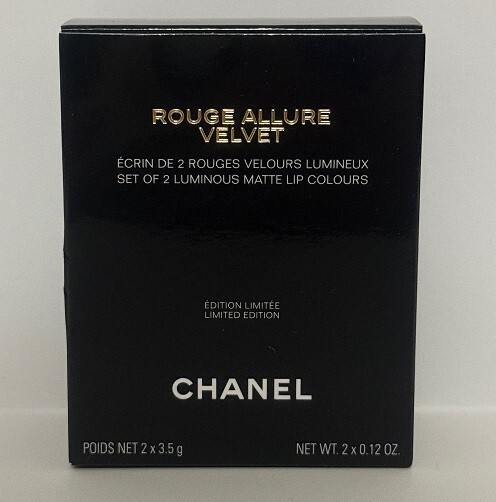 ROUGE ALLURE
VELVET
ÉCRIN DE 2 ROUGES VELOURS LUMINEUX
SET OF 2 LUMINOUS MATTE LIP COLOURS
ÉDITION LIMITÉE
LIMITED EDITION
CHANEL
POIDS NET 2 x 3.5 g NET WT. 2 x 0.12 OZ.